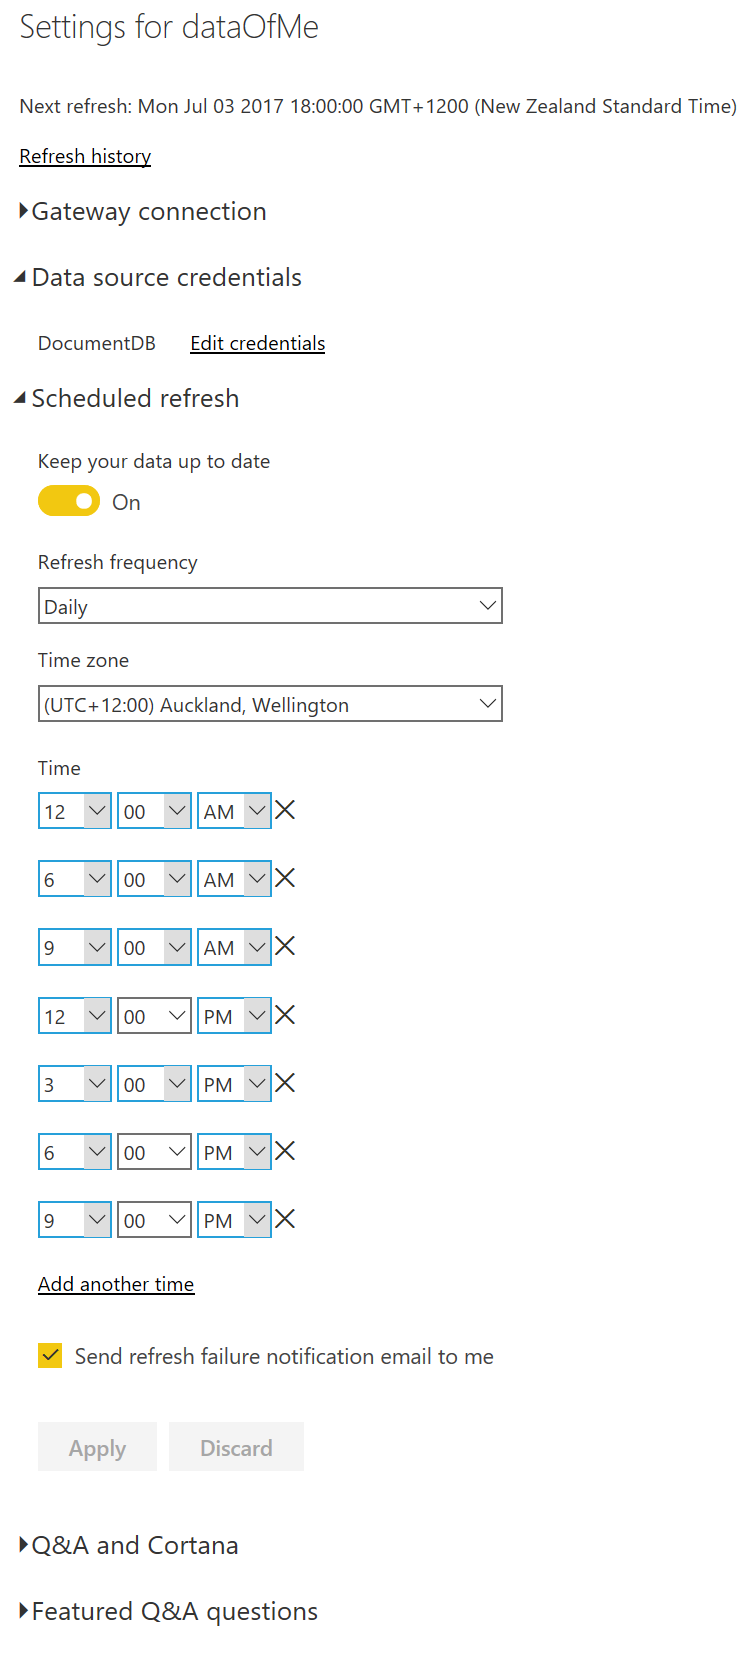 Settings for dataOfMe
Next refresh: Mon Jul 03 2017 18:00:00 GMT+1200 (New Zealand Standard Time)
Refresh history
Gateway connection
Data source credentials
DocumentDB Edit credentials
Scheduled refresh
Keep your data up to date
On
Refresh frequency
Daily
Time zone
(UTC+12:00) Auckland, Wellington
Time
12 00 AM
6 00 AM
9 00 AM
12 00 PM
3 00 PM
6 00 PM
9 00 PM
Add another time
Send refresh failure notification email to me
Apply Discard
Q&A and Cortana
Featured Q&A questions